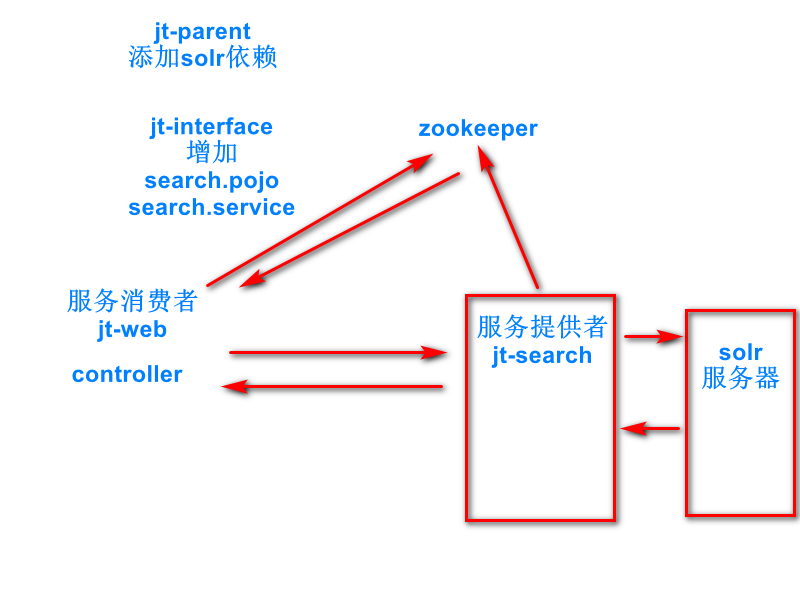 jt-parent
添加solr依赖
jt-interface
增加
search.pojo
search.service
zookeeper
服务消费者
jt-web
controller
服务提供者
jt-search
solr
服务器